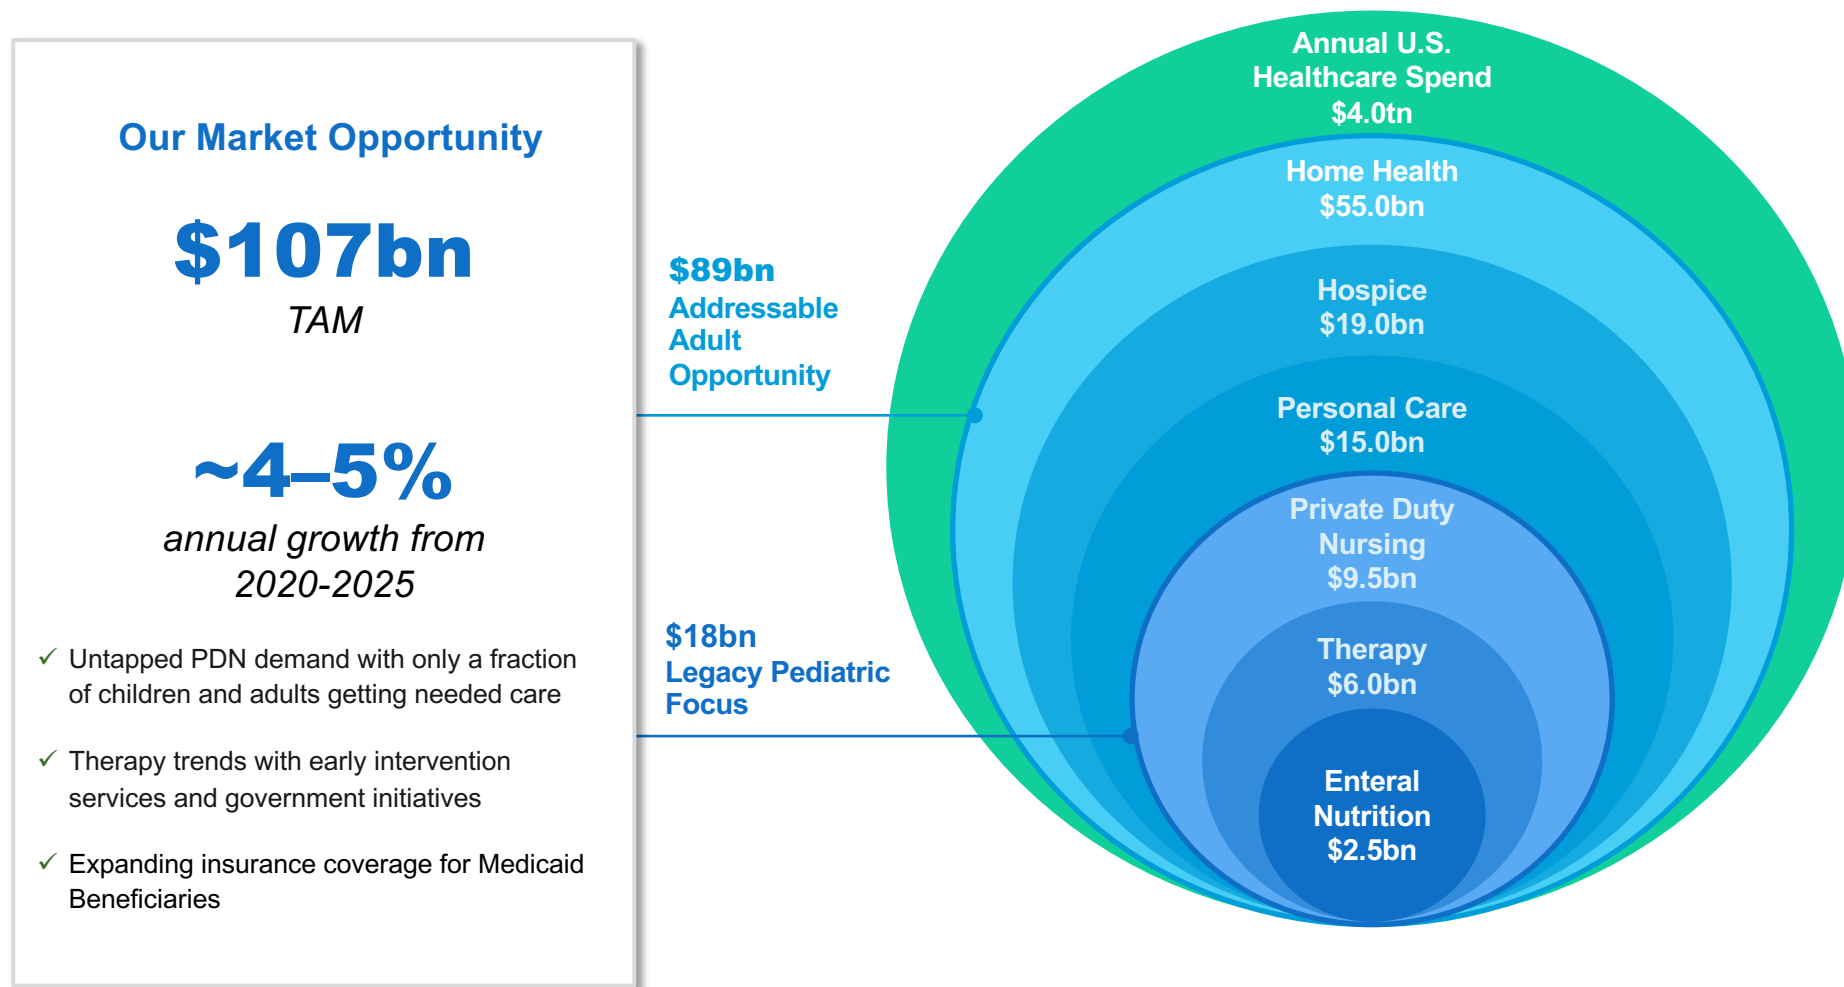 Our Market Opportunity
$107bn
TAM
~4–5%
annual growth from
2020-2025
✓ Untapped PDN demand with only a fraction
of children and adults getting needed care
✓ Therapy trends with early intervention
services and government initiatives
✓ Expanding insurance coverage for Medicaid
Beneficiaries
$89bn
Addressable
Adult
Opportunity
$18bn
Legacy Pediatric
Focus
Annual U.S.
Healthcare Spend
$4.0tn
Home Health
$55.0bn
Hospice
$19.0bn
Personal Care
$15.0bn
Private Duty
Nursing
$9.5bn
Therapy
$6.0bn
Enteral
Nutrition
$2.5bn